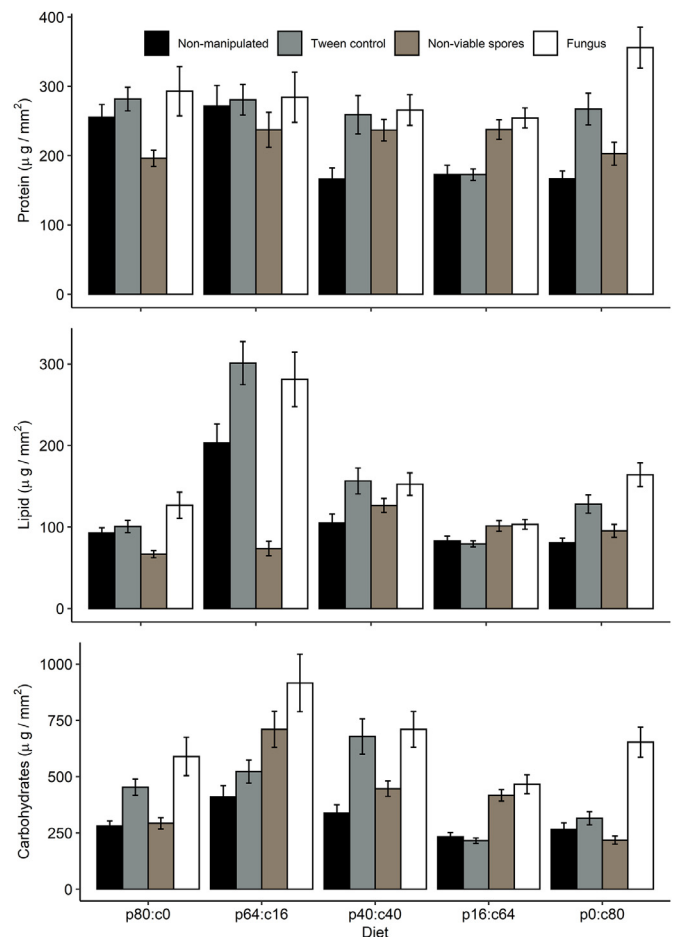 Non-manipulated Tween control Non-viable spores Fungus
Protein (μ g / mm²)
400
300
200
100
0
Lipid (μ g / mm²)
300
200
100
0
Carbohydrates (μ g / mm²)
1000
750
500
250
0
p80:c0 p64:c16 p40:c40 p16:c64 p0:c80
Diet